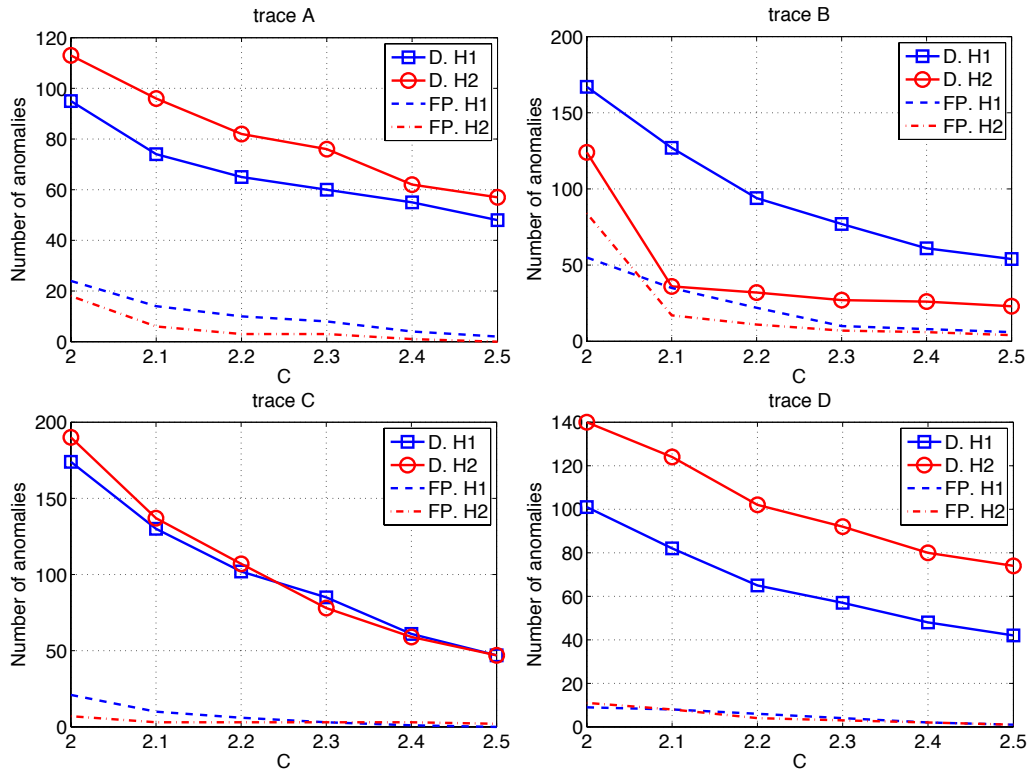 trace A
Number of anomalies
120
100
80
60
40
20
0
2 2.1 2.2 2.3 2.4 2.5
C
D. H1
D. H2
FP. H1
FP. H2
trace B
Number of anomalies
200
150
100
50
0
2 2.1 2.2 2.3 2.4 2.5
C
D. H1
D. H2
FP. H1
FP. H2
trace C
Number of anomalies
200
150
100
50
0
2 2.1 2.2 2.3 2.4 2.5
C
D. H1
D. H2
FP. H1
FP. H2
trace D
Number of anomalies
140
120
100
80
60
40
20
0
2 2.1 2.2 2.3 2.4 2.5
C
D. H1
D. H2
FP. H1
FP. H2